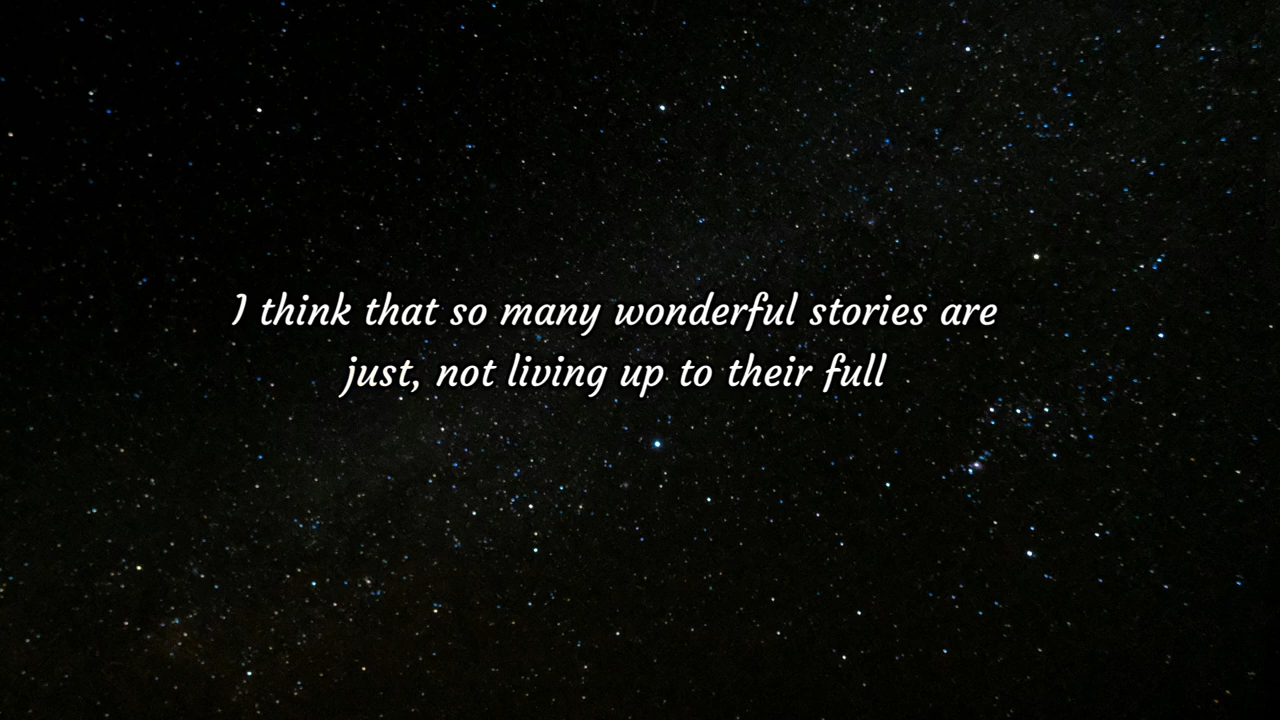 I think that so many wonderful stories are
just, not living up to their full